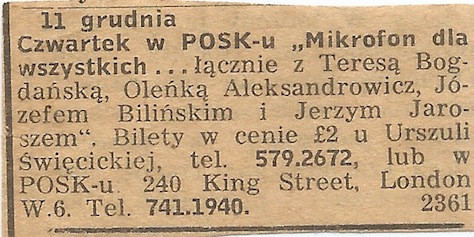 11 grudnia
Czwartek w POSK-u „Mikrofon dla
wszystkich ... łącznie z Teresą Bog-
dańską, Oleńką Aleksandrowicz, Jó-
zefem Bilińskim i Jerzym Jaro-
szem“. Bilety w cenie £2 u Urszuli
Święcickiej, tel. 579.2672, lub w
POSK-u 240 King Street, London
W.6. Tel. 741.1940. 2361